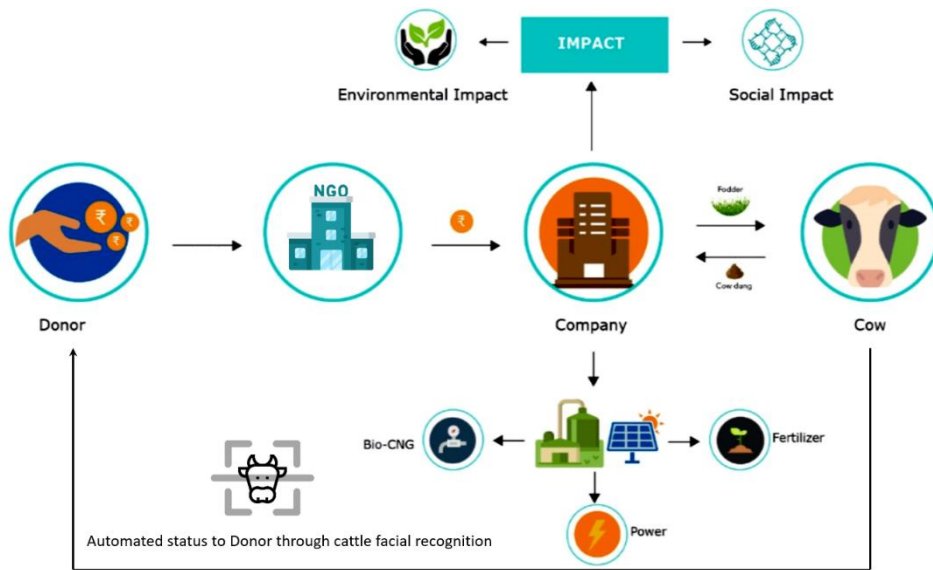 IMPACT
Environmental Impact
Social Impact
NGO
₹
₹
₹
₹
Fodder
Cow dung
Donor
Company
Cow
Bio-CNG
Fertilizer
Power
Automated status to Donor through cattle facial recognition